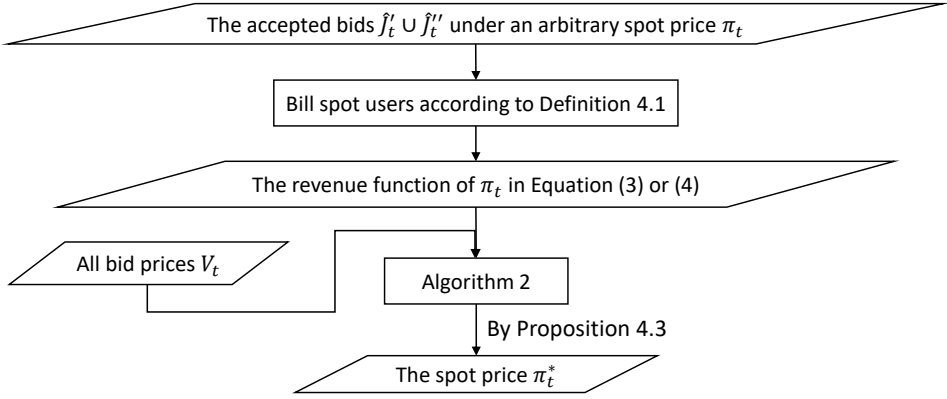 The accepted bids Ĵ′ₜ ∪ Ĵ″ₜ under an arbitrary spot price πₜ
Bill spot users according to Definition 4.1
The revenue function of πₜ in Equation (3) or (4)
All bid prices Vₜ
Algorithm 2
By Proposition 4.3
The spot price πₜ*